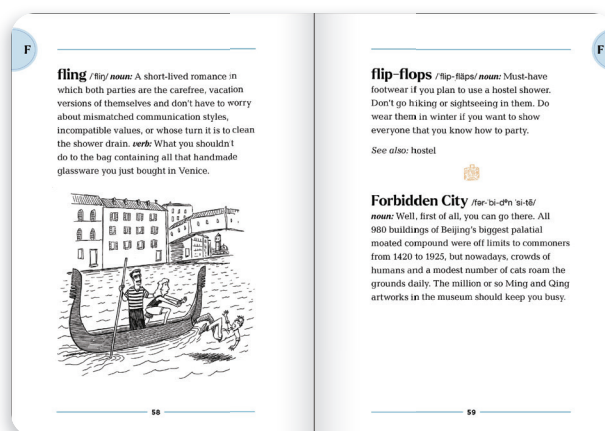 F
fling /ˈfliŋ/ noun: A short-lived romance in
which both parties are the carefree, vacation
versions of themselves and don't have to worry
about mismatched communication styles,
incompatible values, or whose turn it is to clean
the shower drain. verb: What you shouldn't
do to the bag containing all that handmade
glassware you just bought in Venice.
58
F
flip-flops /ˈflip-ˌfläps/ noun: Must-have
footwear if you plan to use a hostel shower.
Don't go hiking or sightseeing in them. Do
wear them in winter if you want to show
everyone that you know how to party.
See also: hostel
Forbidden City /fər-ˈbi-dᵊn ˈsi-tē/
noun: Well, first of all, you can go there. All
980 buildings of Beijing's biggest palatial
moated compound were off limits to commoners
from 1420 to 1925, but nowadays, crowds of
humans and a modest number of cats roam the
grounds daily. The million or so Ming and Qing
artworks in the museum should keep you busy.
59